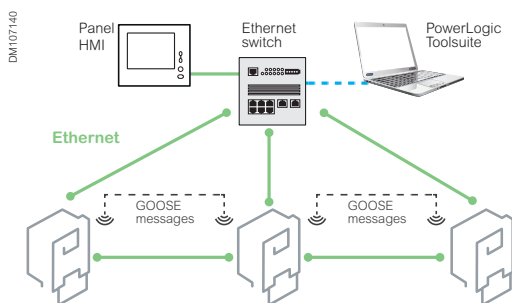 DM107140
Panel
HMI
Ethernet
switch
PowerLogic
Toolsuite
Ethernet
GOOSE
messages
GOOSE
messages